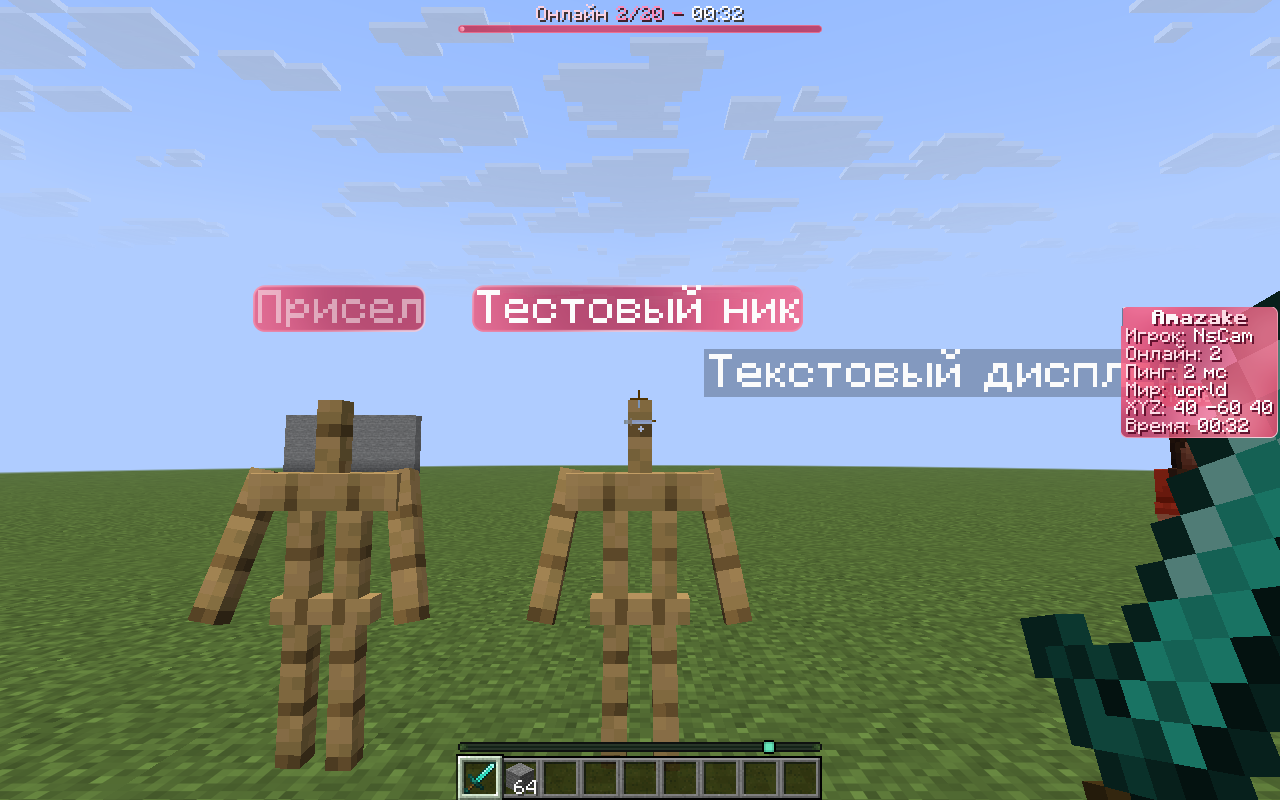 Онлайн 2/20 - 00:32
Присел
Тестовый ник
Текстовый диспл
Amazake
Игрок: NsCam
Онлайн: 2
Пинг: 2 мс
Мир: world
XYZ: 40 -60 40
Время: 00:32
64